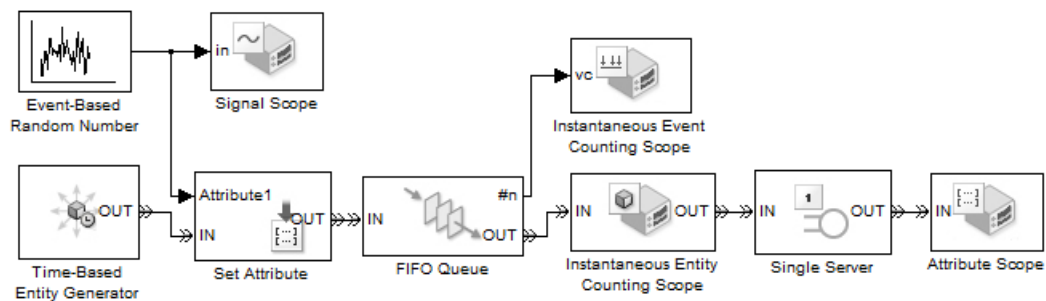 in
Signal Scope
Event-Based
Random Number
vc
Instantaneous Event
Counting Scope
OUT
Time-Based
Entity Generator
Attribute1
IN
OUT
[...]
[...]
Set Attribute
IN
#n
OUT
FIFO Queue
IN
OUT
Instantaneous Entity
Counting Scope
IN
1
OUT
Single Server
IN
[...]
[...]
Attribute Scope